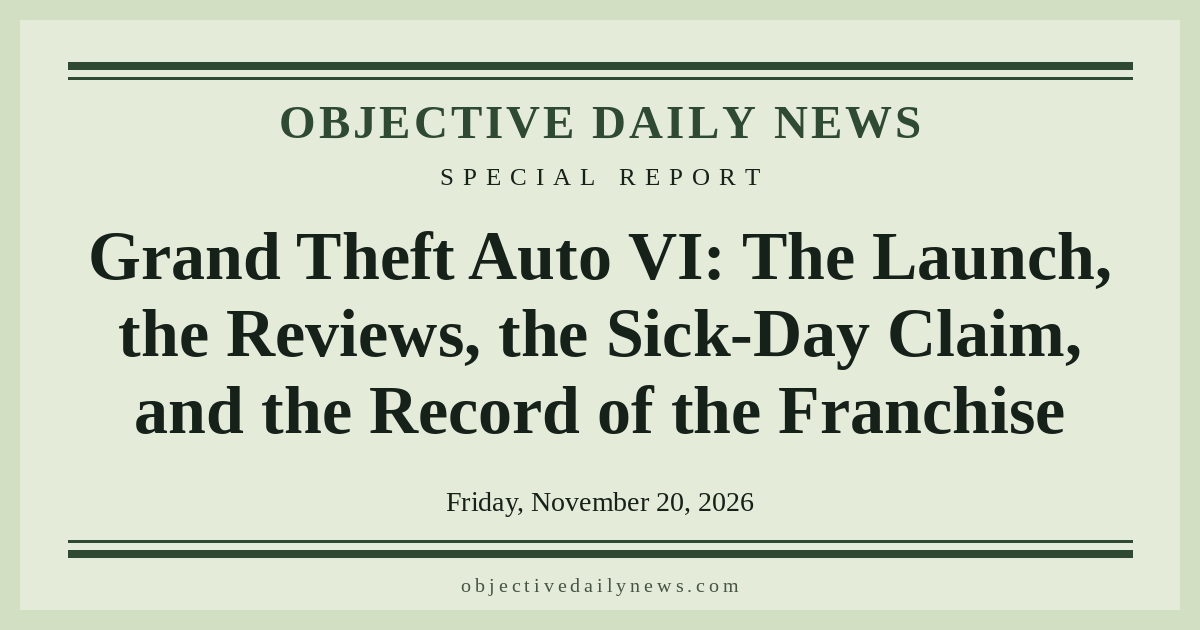 OBJECTIVE DAILY NEWS
SPECIAL REPORT
Grand Theft Auto VI: The Launch,
the Reviews, the Sick-Day Claim,
and the Record of the Franchise
Friday, November 20, 2026
objectivedailynews.com